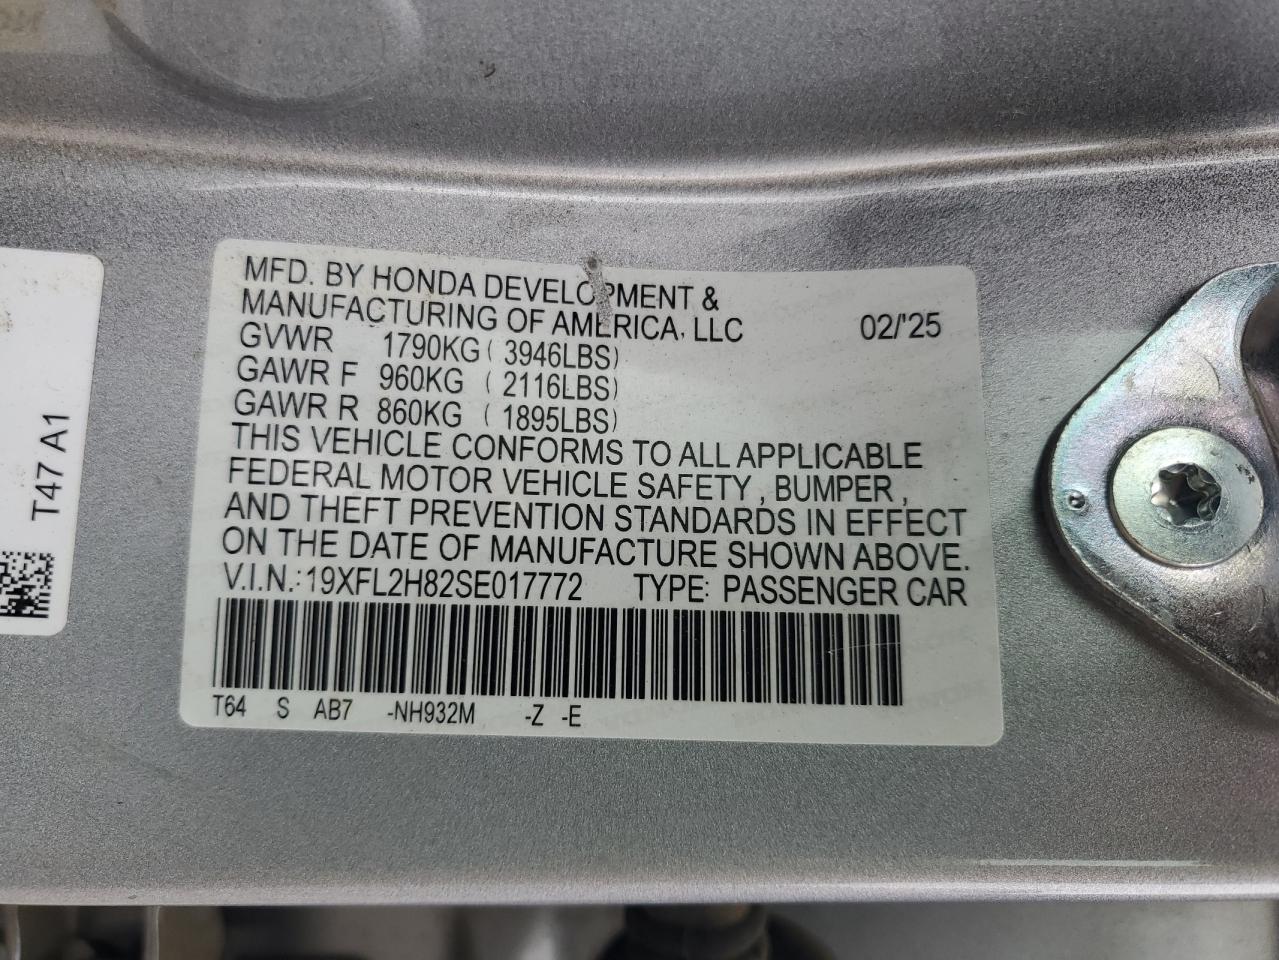 MFD. BY HONDA DEVELOPMENT &
MANUFACTURING OF AMERICA, LLC 02/'25
GVWR 1790KG ( 3946LBS)
GAWR F 960KG ( 2116LBS)
GAWR R 860KG ( 1895LBS)
THIS VEHICLE CONFORMS TO ALL APPLICABLE
FEDERAL MOTOR VEHICLE SAFETY , BUMPER ,
AND THEFT PREVENTION STANDARDS IN EFFECT
ON THE DATE OF MANUFACTURE SHOWN ABOVE.
V.I.N.:19XFL2H82SE017772 TYPE: PASSENGER CAR
T64 S AB7 -NH932M -Z -E
T47 A1